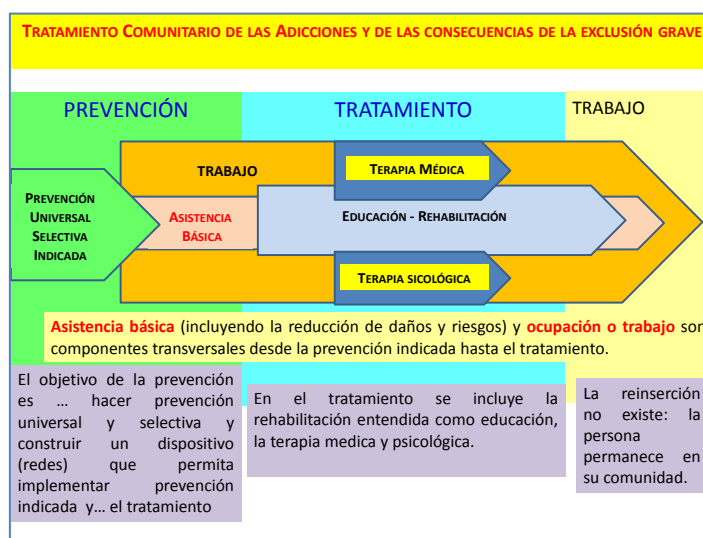 TRATAMIENTO COMUNITARIO DE LAS ADICCIONES Y DE LAS CONSECUENCIAS DE LA EXCLUSIÓN GRAVE
PREVENCIÓN
TRATAMIENTO
TRABAJO
TRABAJO
TERAPIA MÉDICA
PREVENCIÓN
UNIVERSAL
SELECTIVA
INDICADA
ASISTENCIA
BÁSICA
EDUCACIÓN - REHABILITACIÓN
TERAPIA SICOLÓGICA
Asistencia básica (incluyendo la reducción de daños y riesgos) y ocupación o trabajo son
componentes transversales desde la prevención indicada hasta el tratamiento.
El objetivo de la prevención
es ... hacer prevención
universal y selectiva y
construir un dispositivo
(redes) que permita
implementar prevención
indicada y... el tratamiento
En el tratamiento se incluye la
rehabilitación entendida como educación,
la terapia medica y psicológica.
La reinserción
no existe: la
persona
permanece en
su comunidad.